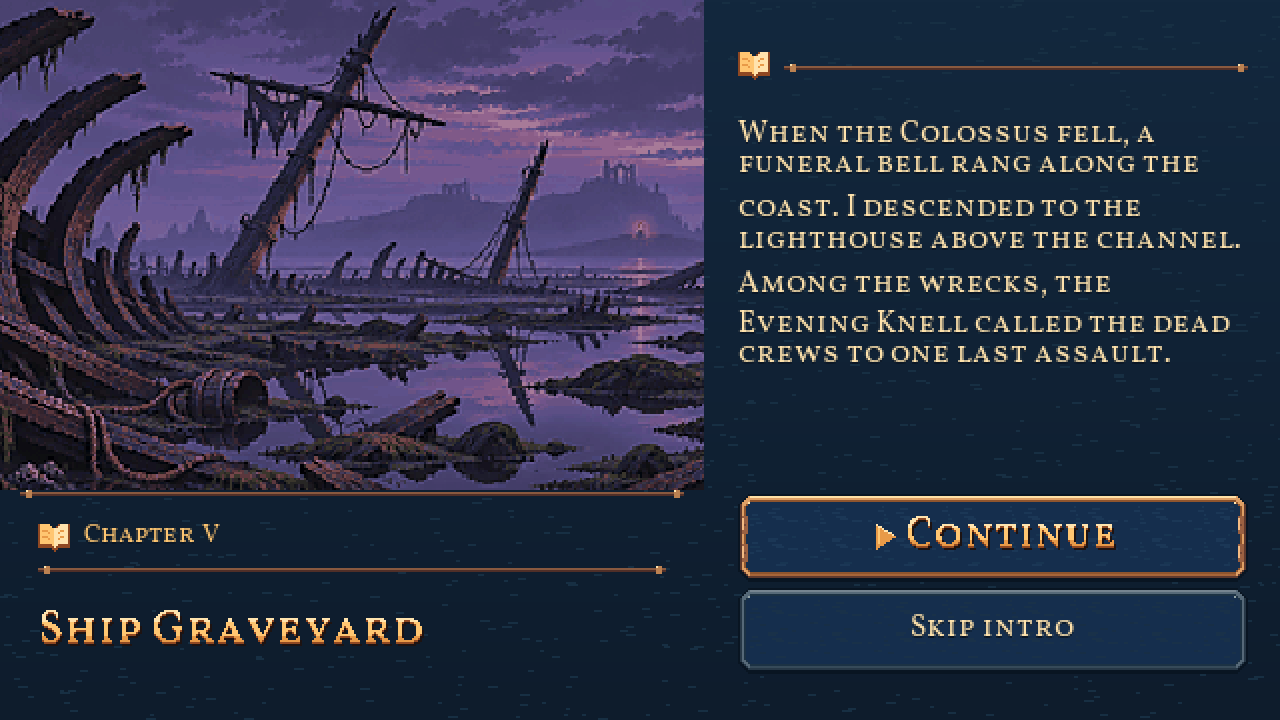 When the Colossus fell, a
funeral bell rang along the
coast. I descended to the
lighthouse above the channel.
Among the wrecks, the
Evening Knell called the dead
crews to one last assault.
Chapter V
Ship Graveyard
Continue
Skip intro